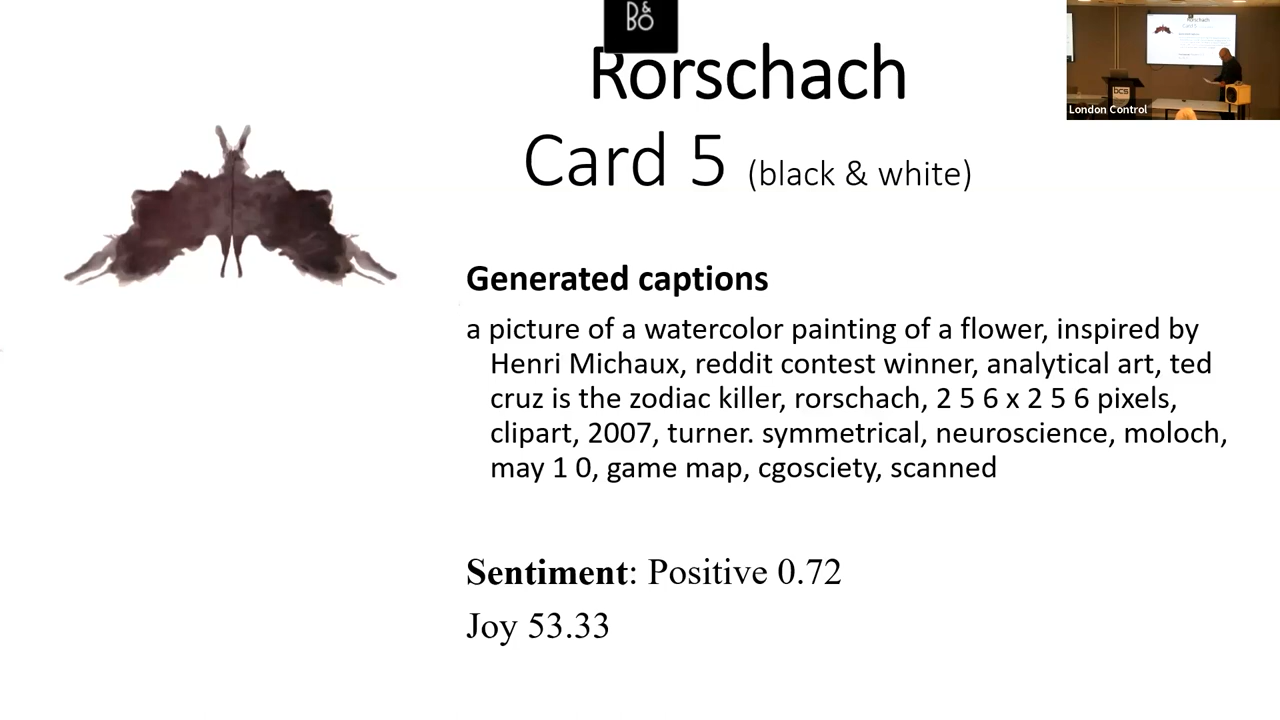 D&
BO
Rorschach
Card 5 (black & white)
London Control
Generated captions
a picture of a watercolor painting of a flower, inspired by
Henri Michaux, reddit contest winner, analytical art, ted
cruz is the zodiac killer, rorschach, 2 5 6 x 2 5 6 pixels,
clipart, 2007, turner. symmetrical, neuroscience, moloch,
may 1 0, game map, cgosciety, scanned
Sentiment: Positive 0.72
Joy 53.33